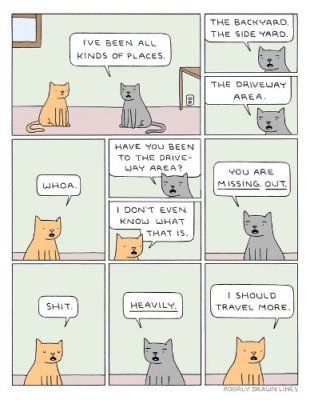 I'VE BEEN ALL
KINDS OF PLACES.
THE BACKYARD.
THE SIDE YARD.
THE DRIVEWAY
AREA.
WHOA.
HAVE YOU BEEN
TO THE DRIVE-
WAY AREA?
I DON'T EVEN
KNOW WHAT
THAT IS.
YOU ARE
MISSING OUT.
SHIT.
HEAVILY.
I SHOULD
TRAVEL MORE.
POORLY DRAWN LINES